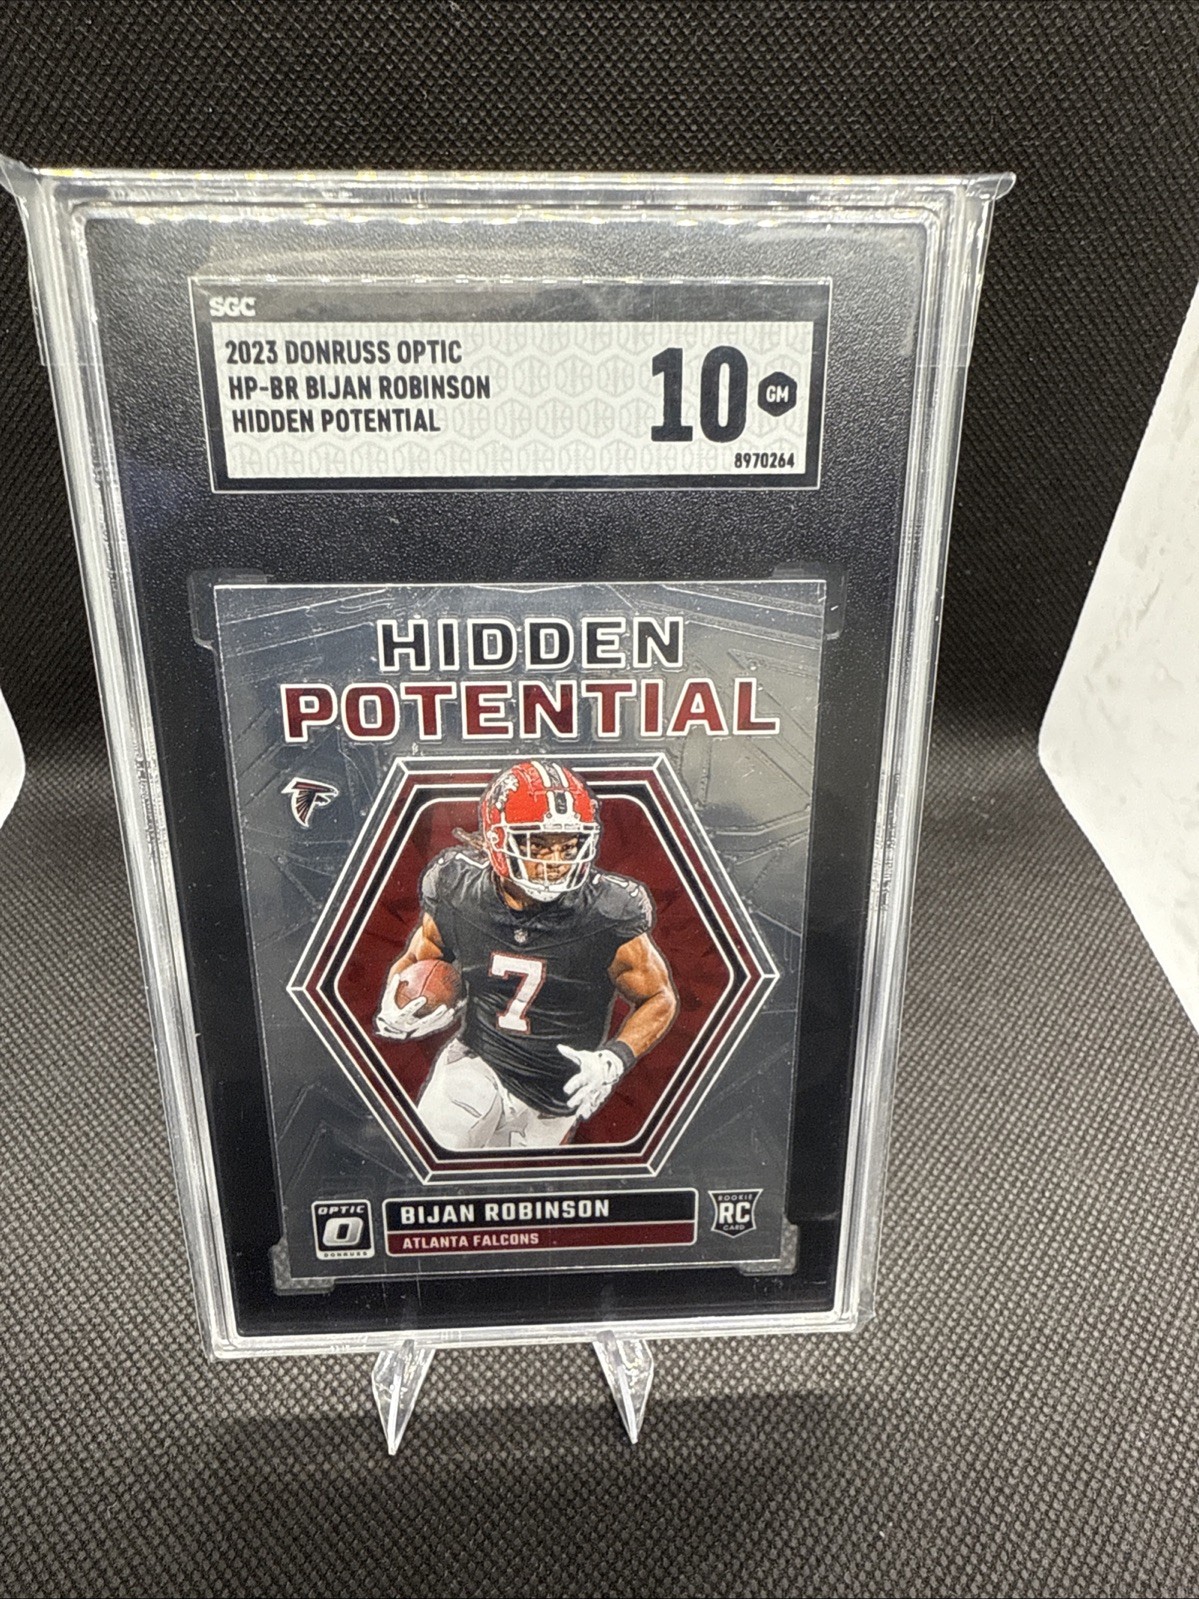 SGC
2023 DONRUSS OPTIC
HP-BR BIJAN ROBINSON
HIDDEN POTENTIAL
10 GM
8970264
HIDDEN
POTENTIAL
7
OPTIC
DONRUSS
BIJAN ROBINSON
ATLANTA FALCONS
ROOKIE
RC
CARD